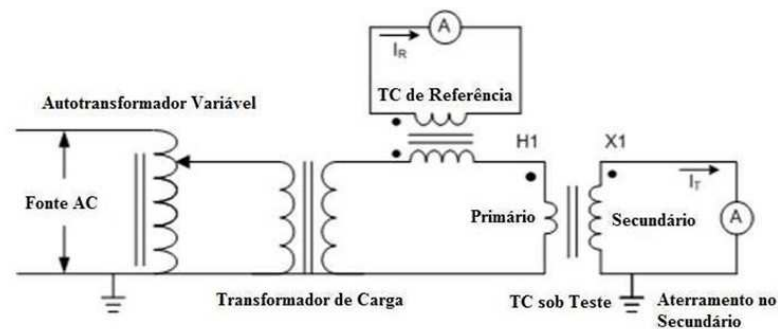 A
I_R
TC de Referência
Autotransformador Variável
H1
X1
I_T
Fonte AC
Primário
Secundário
A
Transformador de Carga
TC sob Teste
Aterramento no
Secundário